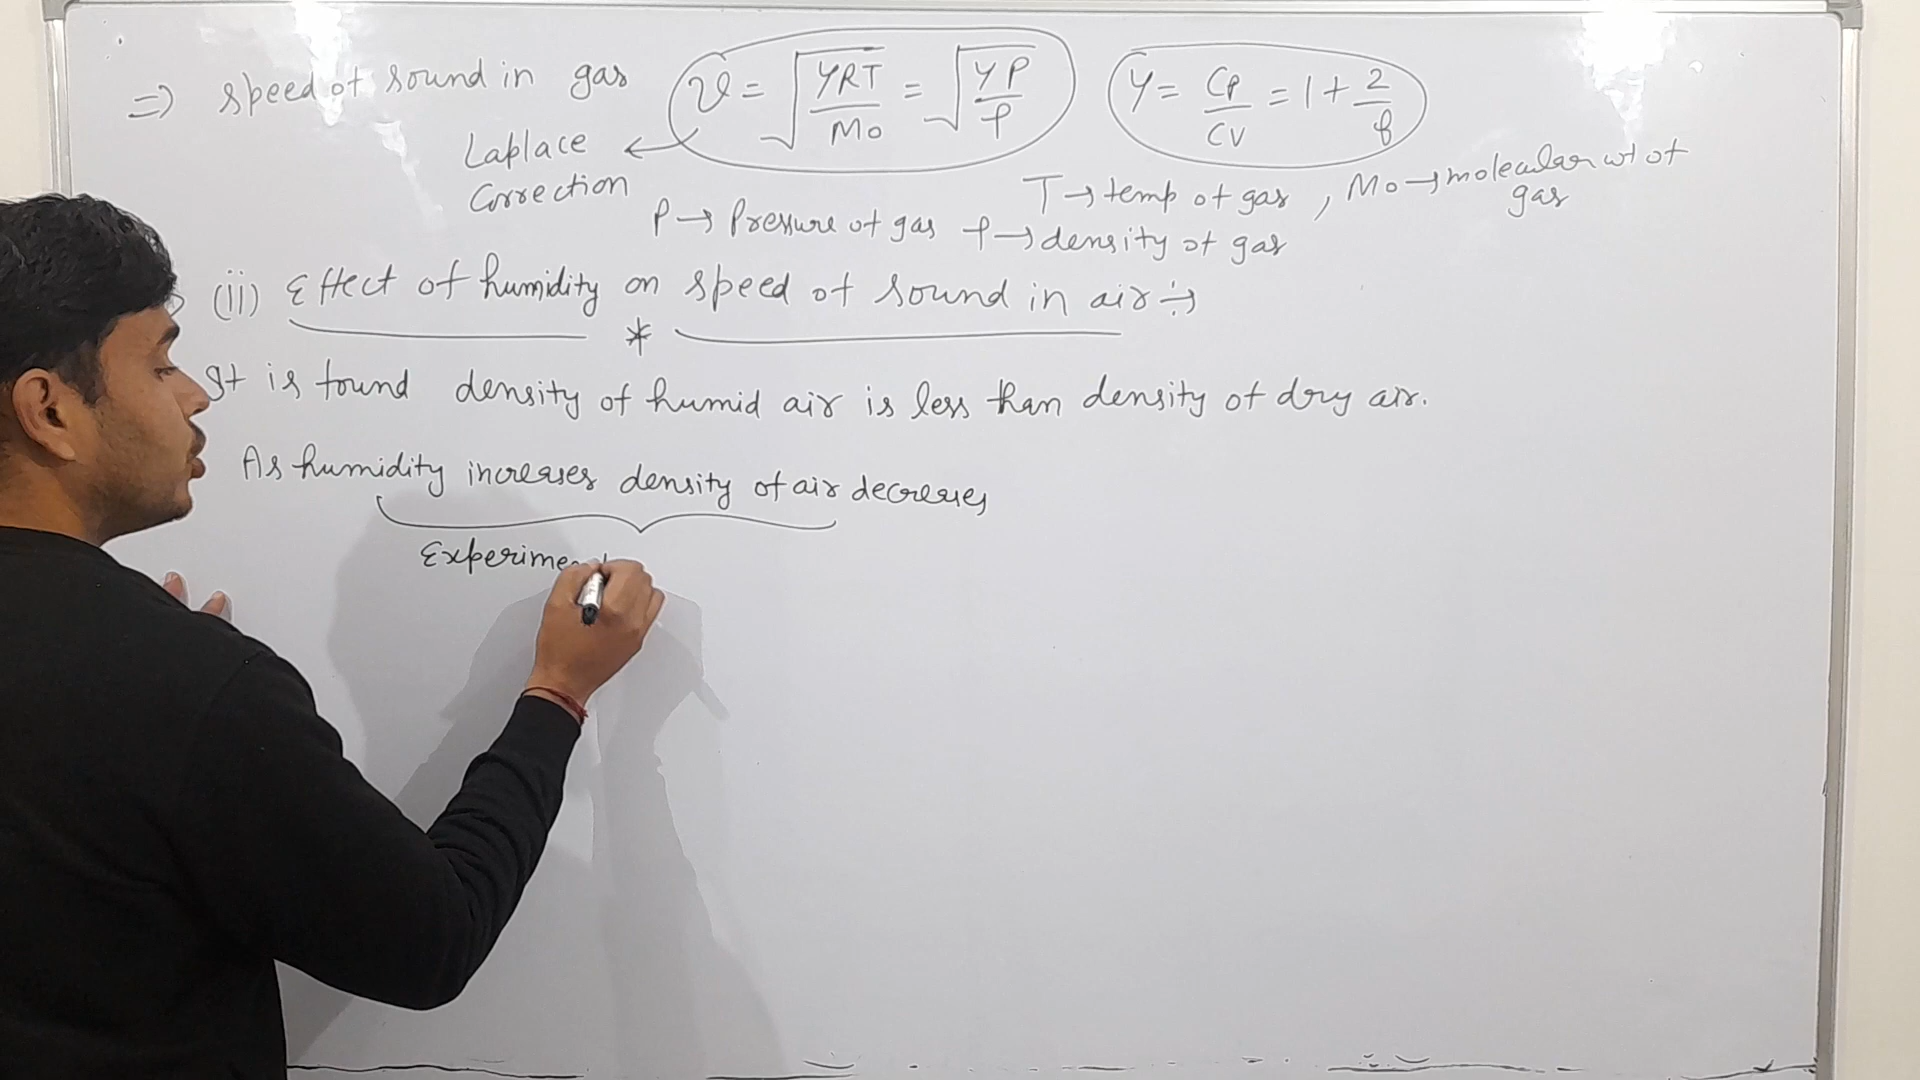 ⇒ speed of sound in gas v = √(γRT/Mo) = √(γP/ρ) γ = CP/CV = 1 + 2/f
Laplace ←
Correction
T → temp of gas , Mo → molecular wt of
gas
P → Pressure of gas ρ → density of gas
(ii) Effect of humidity on speed of sound in air ÷→
*
It is found density of humid air is less than density of dry air.
As humidity increases density of air decreases
Experiment